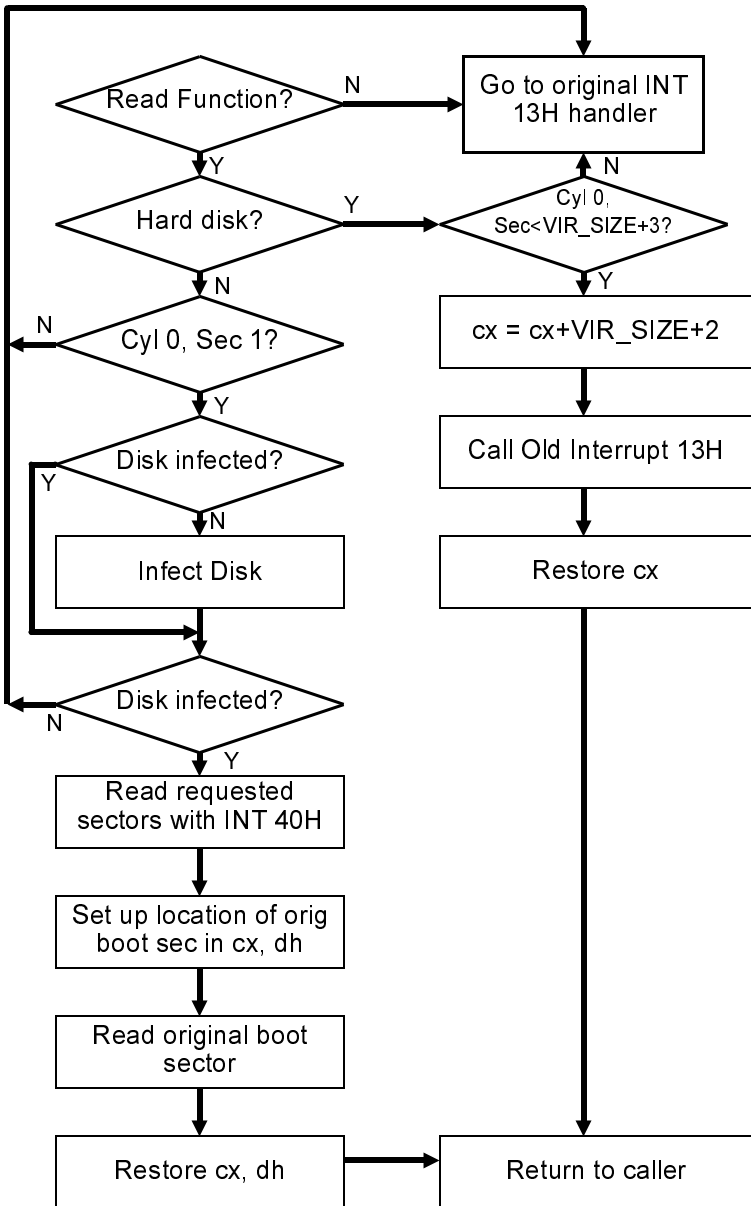 Read Function?
N
Go to original INT
13H handler
Y
N
Hard disk?
Y
Cyl 0,
Sec<VIR_SIZE+3?
N
Y
N
Cyl 0, Sec 1?
cx = cx+VIR_SIZE+2
Y
Disk infected?
Y
Call Old Interrupt 13H
N
Infect Disk
Restore cx
Disk infected?
N
Y
Read requested
sectors with INT 40H
Set up location of orig
boot sec in cx, dh
Read original boot
sector
Restore cx, dh
Return to caller